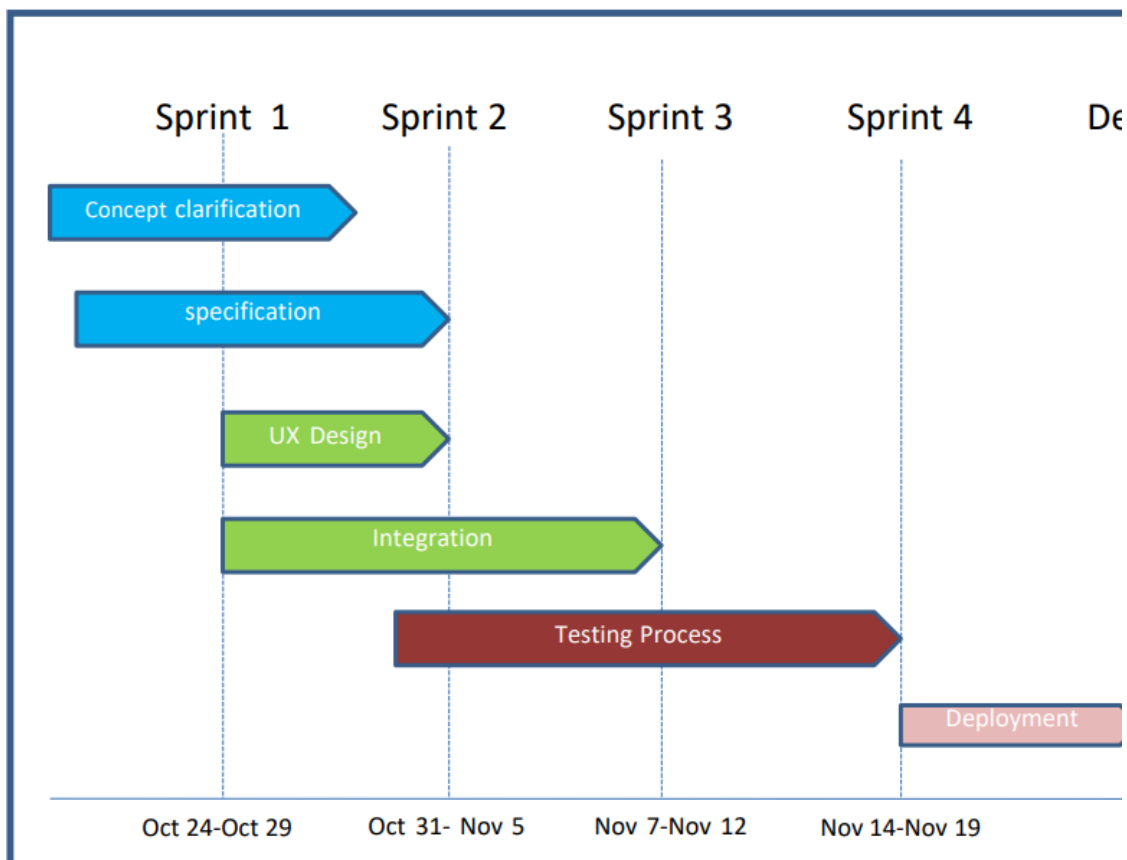 Sprint 1 Sprint 2 Sprint 3 Sprint 4 De
Concept clarification
specification
UX Design
Integration
Testing Process
Deployment
Oct 24-Oct 29 Oct 31- Nov 5 Nov 7-Nov 12 Nov 14-Nov 19